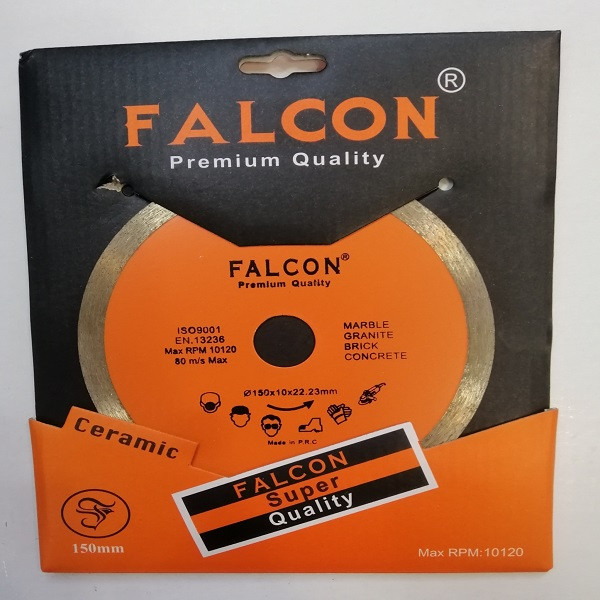 FALCON®
Premium Quality
FALCON®
Premium Quality
ISO9001
EN.13236
Max RPM 10120
80 m/s Max
MARBLE
GRANITE
BRICK
CONCRETE
Ø150x10x22.23mm
Made in P.R.C
Ceramic
FALCON
Super
Quality
150mm
Max RPM:10120